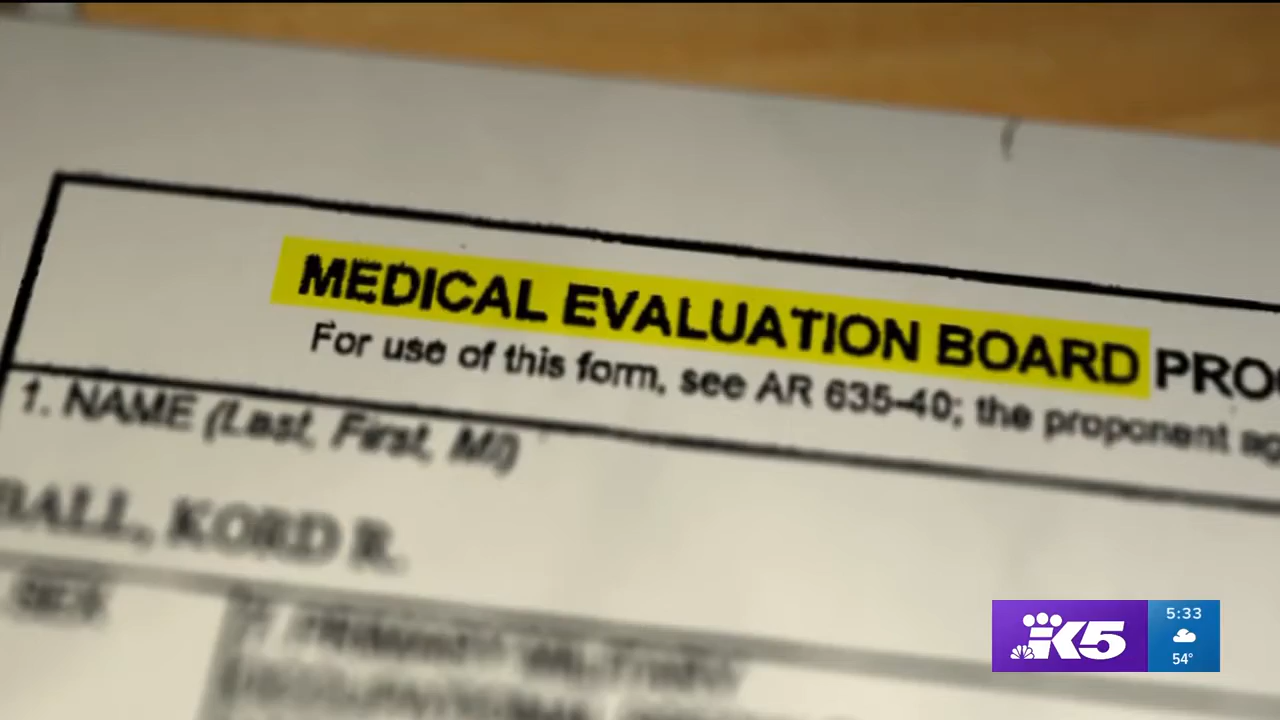 MEDICAL EVALUATION BOARD PRO
For use of this form, see AR 635-40; the proponent ag
1. NAME (Last, First, MI)
BALL, KORD R.
K5
5:33
54°